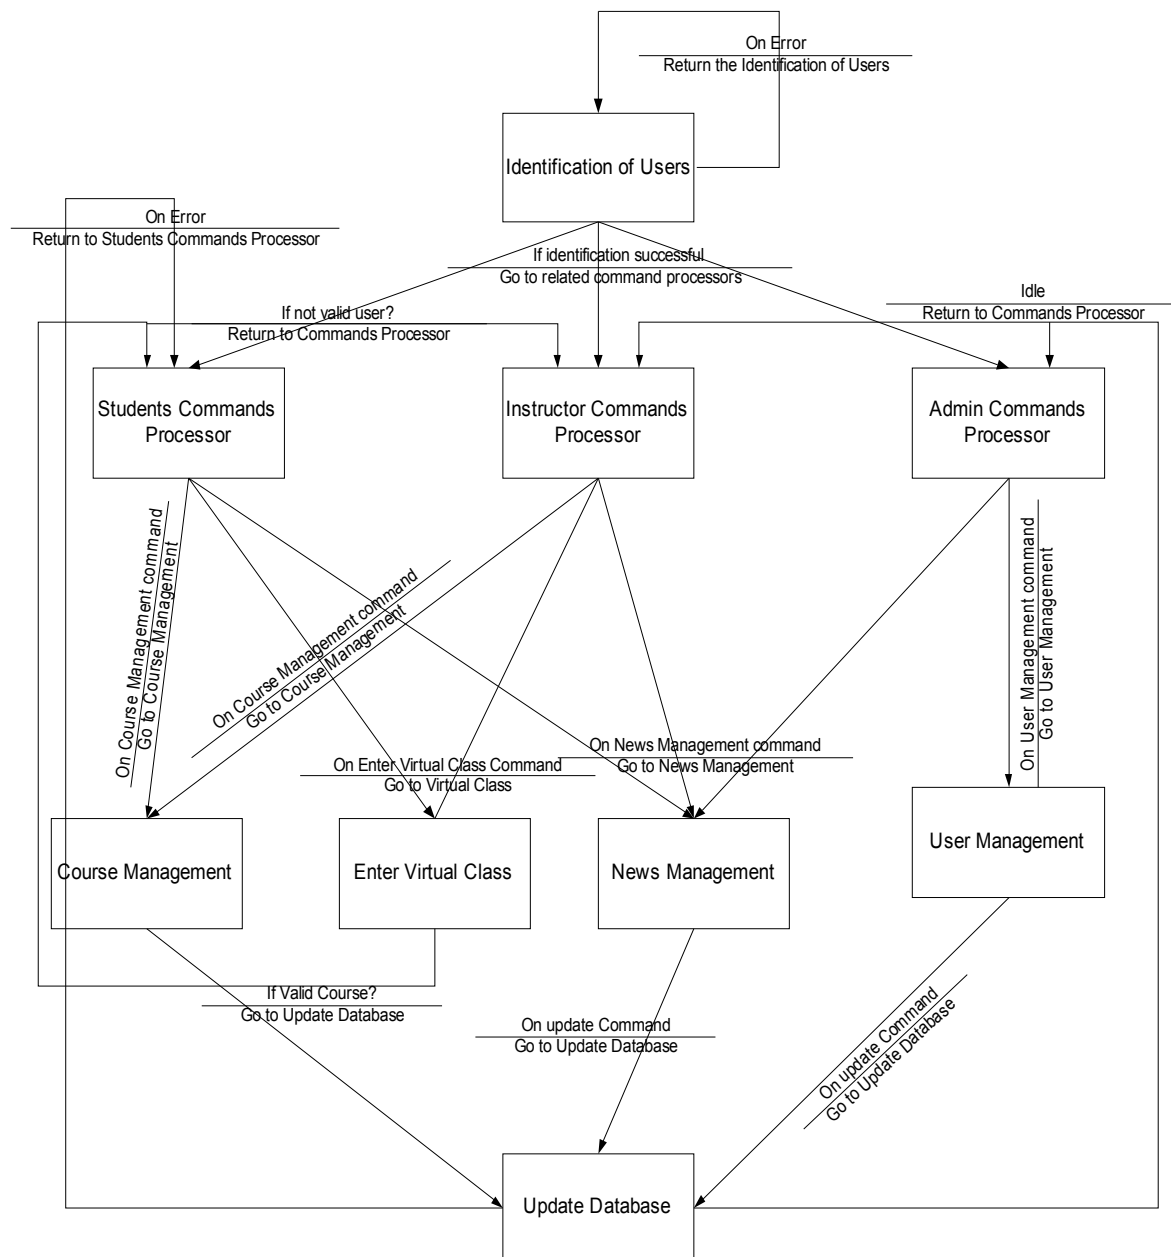 On Error
Return the Identification of Users
Identification of Users
On Error
Return to Students Commands Processor
If identification successful
Go to related command processors
Idle
Return to Commands Processor
If not valid user?
Return to Commands Processor
Students Commands
Processor
Instructor Commands
Processor
Admin Commands
Processor
On Course Management command
Go to Course Management
On Course Management command
Go to Course Management
On User Management command
Go to User Management
On News Management command
Go to News Management
On Enter Virtual Class Command
Go to Virtual Class
Course Management
Enter Virtual Class
News Management
User Management
If Valid Course?
Go to Update Database
On update Command
Go to Update Database
On update Command
Go to Update Database
Update Database